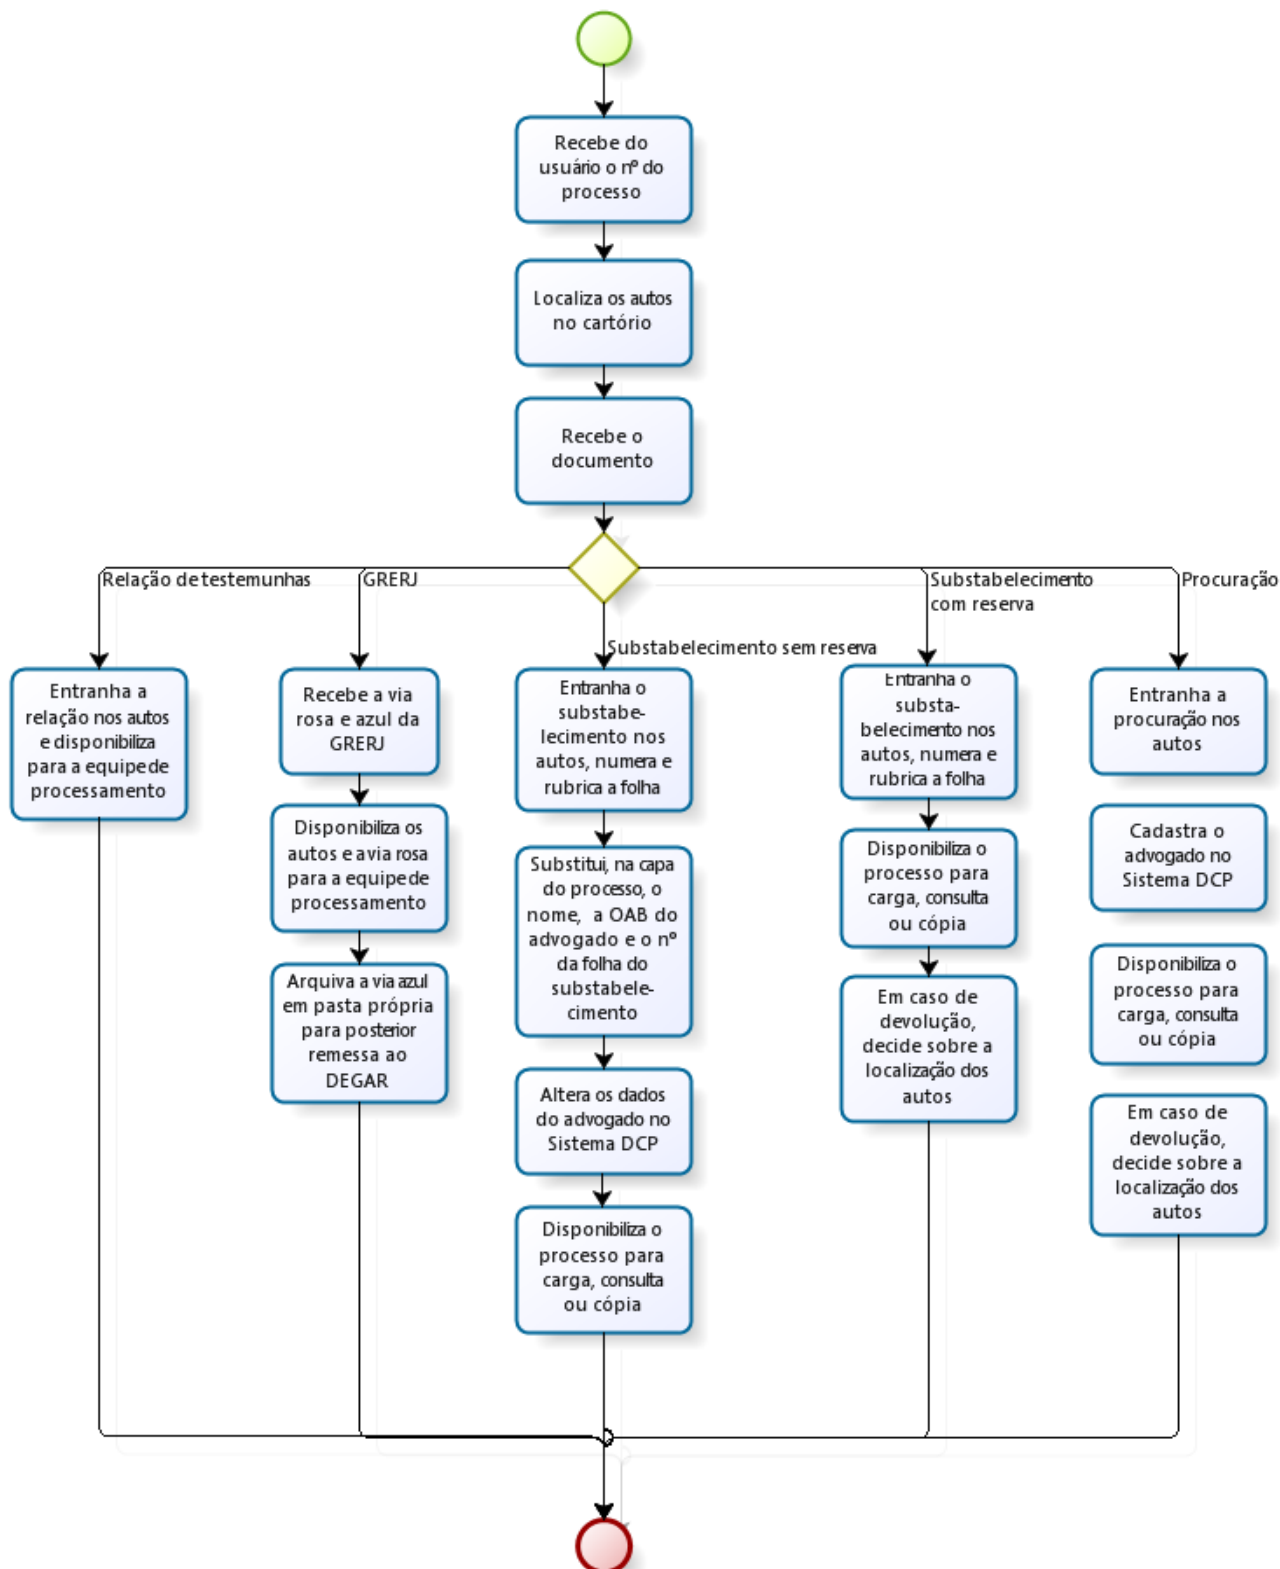 Recebe do
usuário o nº do
processo
Localiza os autos
no cartório
Recebe o
documento
Relação de testemunhas
GRERJ
Substabelecimento sem reserva
Substabelecimento
com reserva
Procuração
Entranha a
relação nos autos
e disponibiliza
para a equipe de
processamento
Recebe a via
rosa e azul da
GRERJ
Disponibiliza os
autos e a via rosa
para a equipe de
processamento
Arquiva a via azul
em pasta própria
para posterior
remessa ao
DEGAR
Entranha o
substabe-
lecimento nos
autos, numera e
rubrica a folha
Substitui, na capa
do processo, o
nome, a OAB do
advogado e o nº
da folha do
substabele-
cimento
Altera os dados
do advogado no
Sistema DCP
Disponibiliza o
processo para
carga, consulta
ou cópia
Entranha o
substa-
belecimento nos
autos, numera e
rubrica a folha
Disponibiliza o
processo para
carga, consulta
ou cópia
Em caso de
devolução,
decide sobre a
localização dos
autos
Entranha a
procuração nos
autos
Cadastra o
advogado no
Sistema DCP
Disponibiliza o
processo para
carga, consulta
ou cópia
Em caso de
devolução,
decide sobre a
localização dos
autos